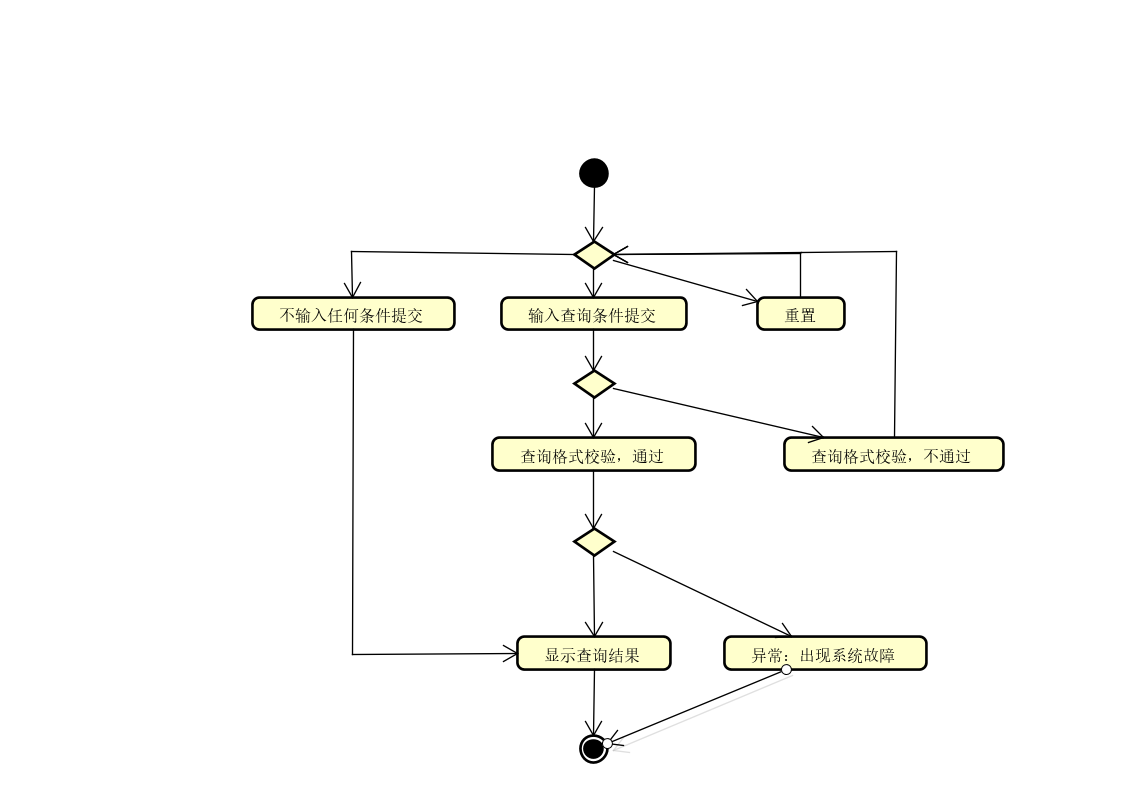 不输入任何条件提交
输入查询条件提交
重置
查询格式校验，通过
查询格式校验，不通过
显示查询结果
异常：出现系统故障